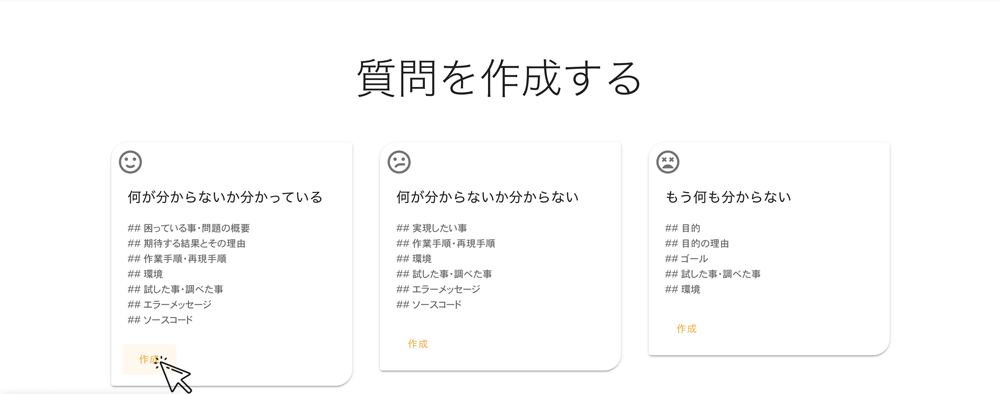 質問を作成する
何が分からないか分かっている
## 困っている事・問題の概要
## 期待する結果とその理由
## 作業手順・再現手順
## 環境
## 試した事・調べた事
## エラーメッセージ
## ソースコード
作成
何が分からないか分からない
## 実現したい事
## 作業手順・再現手順
## 環境
## 試した事・調べた事
## エラーメッセージ
## ソースコード
作成
もう何も分からない
## 目的
## 目的の理由
## ゴール
## 試した事・調べた事
## 環境
作成